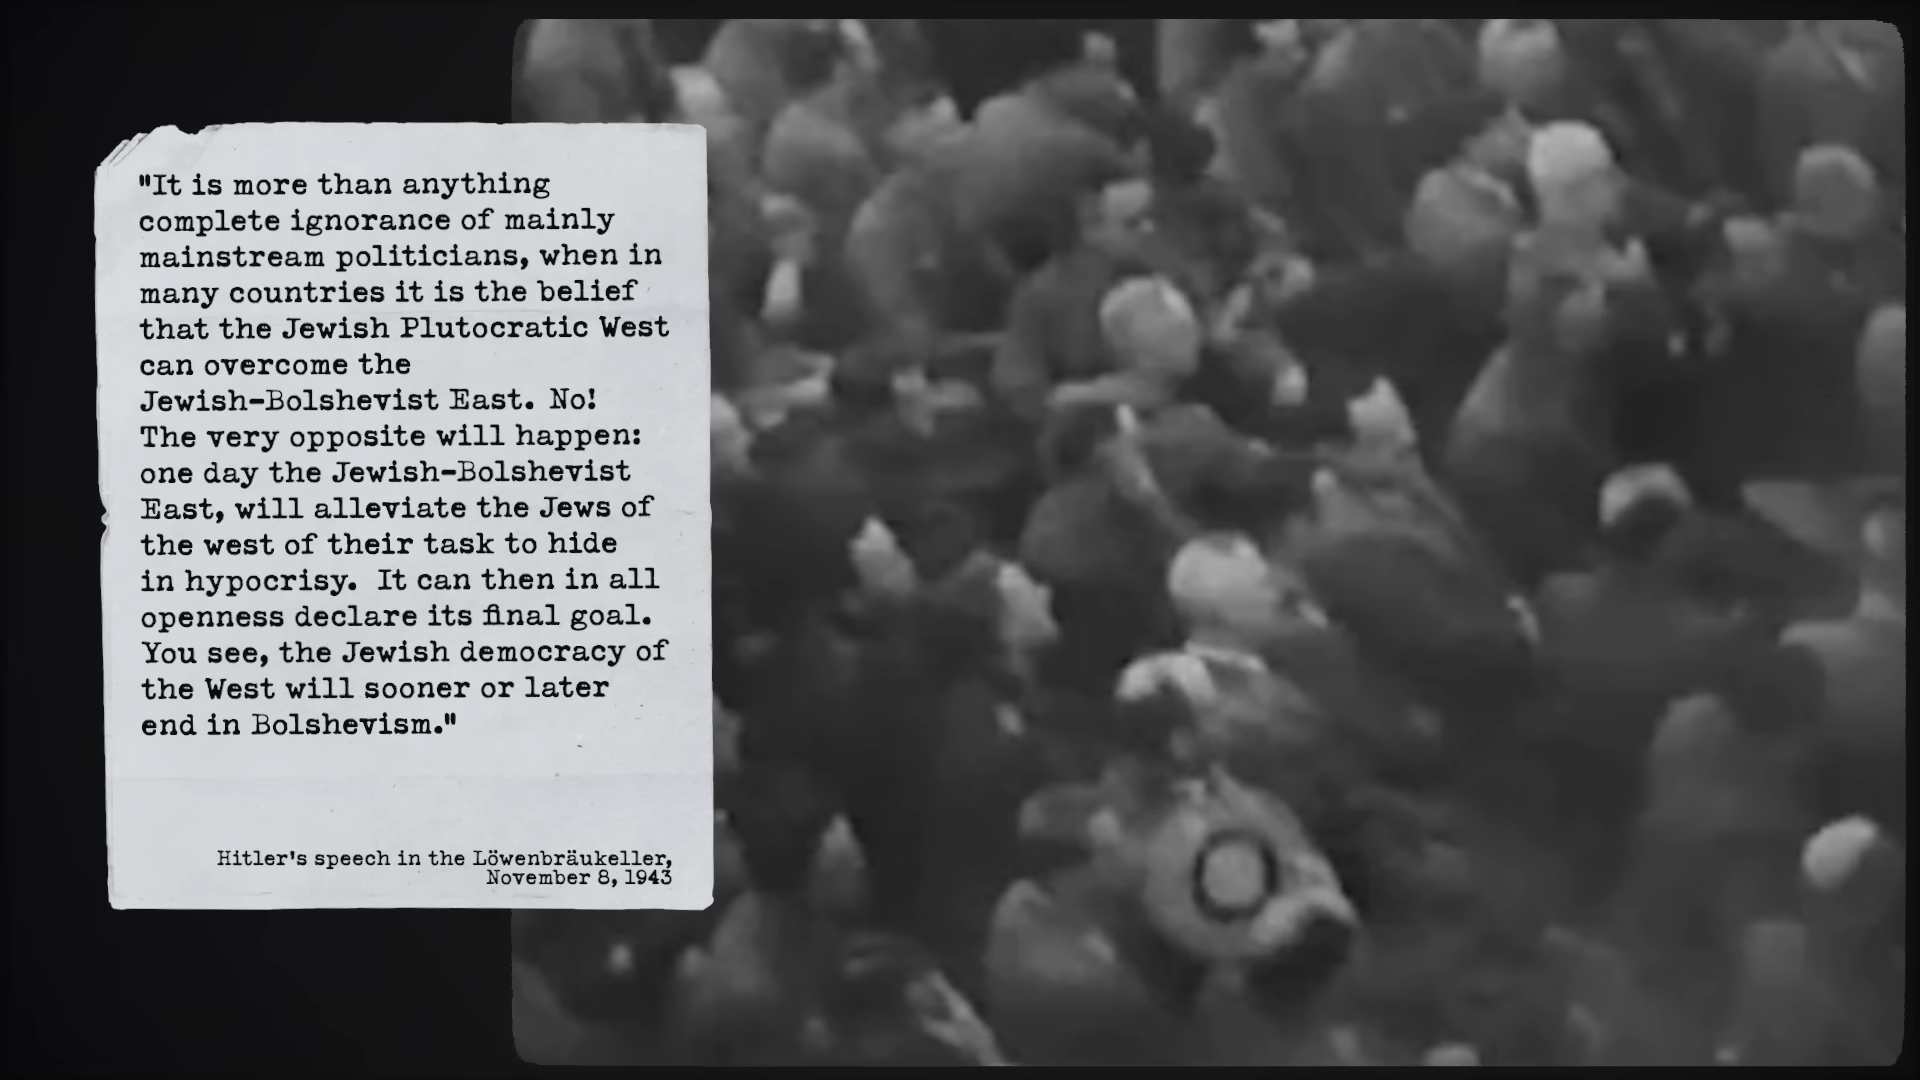 "It is more than anything
complete ignorance of mainly
mainstream politicians, when in
many countries it is the belief
that the Jewish Plutocratic West
can overcome the
Jewish-Bolshevist East. No!
The very opposite will happen:
one day the Jewish-Bolshevist
East, will alleviate the Jews of
the west of their task to hide
in hypocrisy. It can then in all
openness declare its final goal.
You see, the Jewish democracy of
the West will sooner or later
end in Bolshevism."
Hitler's speech in the Löwenbräukeller,
November 8, 1943